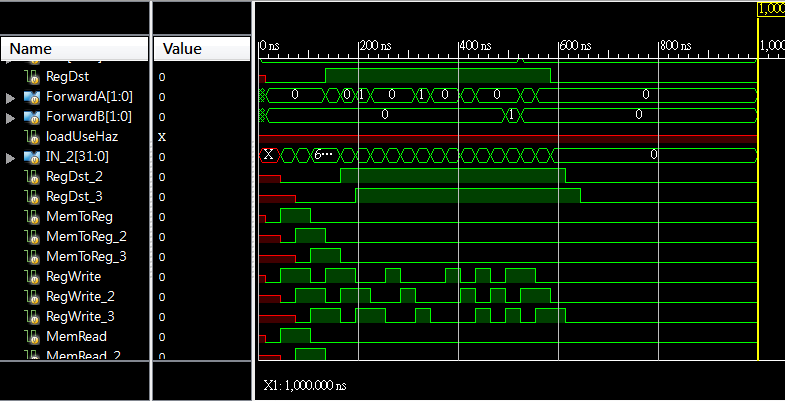 1,000.
Name Value
0 ns 200 ns 400 ns 600 ns 800 ns 1,000
RegDst 0
ForwardA[1:0] 0 0 0 1 0 1 0 0 0
ForwardB[1:0] 0 0 1 0
loadUseHaz x
IN_2[31:0] 0 X 6... 0
RegDst_2 0
RegDst_3 0
MemToReg 0
MemToReg_2 0
MemToReg_3 0
RegWrite 0
RegWrite_2 0
RegWrite_3 0
MemRead 0
MemRead_2 0
X1: 1,000.000 ns